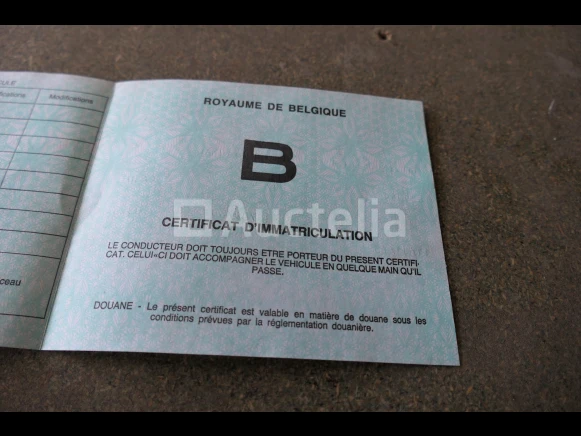 Modifications
ROYAUME DE BELGIQUE
B
Auctelia
CERTIFICAT D'IMMATRICULATION
LE CONDUCTEUR DOIT TOUJOURS ETRE PORTEUR DU PRESENT CERTIFI-
CAT. CELUI-CI DOIT ACCOMPAGNER LE VEHICULE EN QUELQUE MAIN QU'IL
PASSE.
DOUANE - Le présent certificat est valable en matière de douane sous les
conditions prévues par la réglementation douanière.